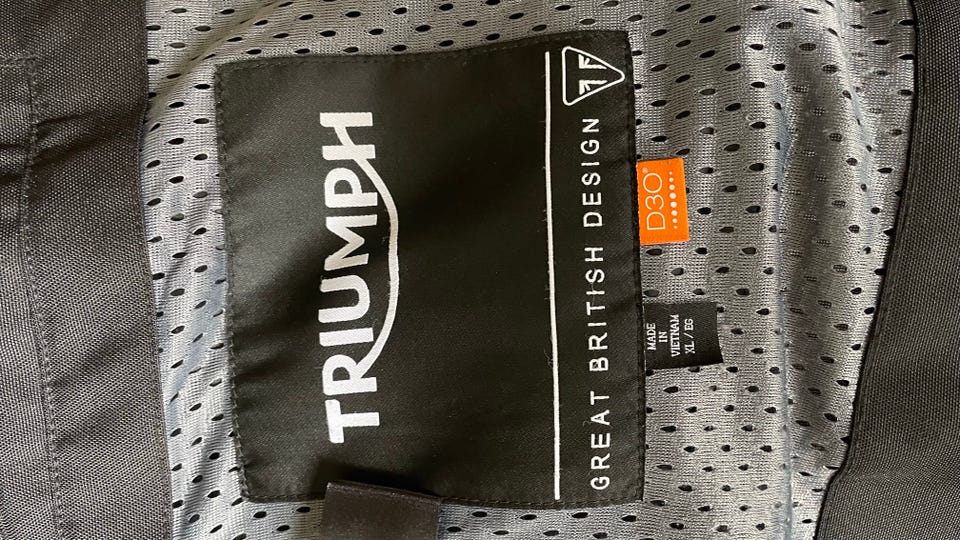 TRIUMPH
GREAT BRITISH DESIGN
D3O®
MADE
IN
VIETNAM
XL / EG